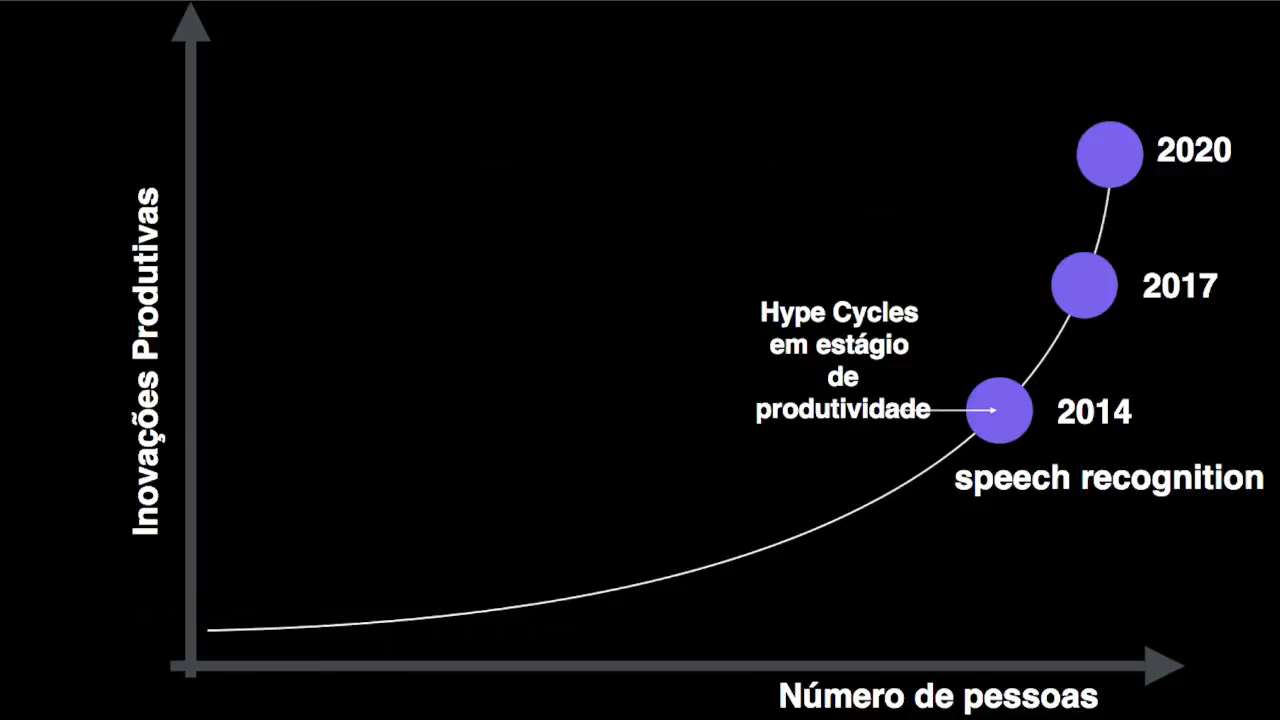 2020
Inovações Produtivas
2017
Hype Cycles
em estágio
de
produtividade
2014
speech recognition
Número de pessoas